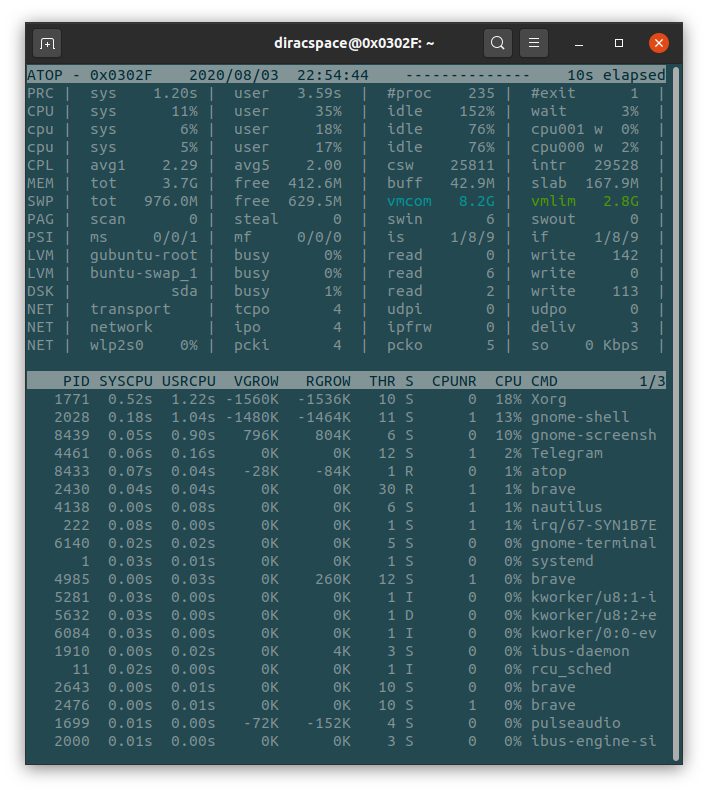 diracspace@0x0302F: ~
ATOP - 0x0302F    2020/08/03  22:54:44    --------------    10s elapsed
PRC |  sys    1.20s |  user   3.59s  |  #proc    235 |  #exit      1  |
CPU |  sys      11% |  user     35%  |  idle    152% |  wait      3%  |
cpu |  sys       6% |  user     18%  |  idle     76% |  cpu001 w  0%  |
cpu |  sys       5% |  user     17%  |  idle     76% |  cpu000 w  2%  |
CPL |  avg1    2.29 |  avg5    2.00  |  csw    25811 |  intr   29528  |
MEM |  tot     3.7G |  free  412.6M  |  buff   42.9M |  slab  167.9M  |
SWP |  tot   976.0M |  free  629.5M  |  vmcom   8.2G |  vmlim   2.8G  |
PAG |  scan       0 |  steal      0  |  swin       6 |  swout      0  |
PSI |  ms     0/0/1 |  mf     0/0/0  |  is     1/8/9 |  if     1/8/9  |
LVM |  gubuntu-root |  busy      0%  |  read       0 |  write    142  |
LVM |  buntu-swap_1 |  busy      0%  |  read       6 |  write      0  |
DSK |           sda |  busy      1%  |  read       2 |  write    113  |
NET |  transport    |  tcpo       4  |  udpi       0 |  udpo       0  |
NET |  network      |  ipo        4  |  ipfrw      0 |  deliv      3  |
NET |  wlp2s0    0% |  pcki       4  |  pcko       5 |  so    0 Kbps  |
PID SYSCPU USRCPU  VGROW   RGROW  THR S  CPUNR  CPU CMD         1/3
1771  0.52s  1.22s -1560K  -1536K   10 S      0  18% Xorg
2028  0.18s  1.04s -1480K  -1464K   11 S      1  13% gnome-shell
8439  0.05s  0.90s   796K    804K    6 S      0  10% gnome-screensh
4461  0.06s  0.16s     0K      0K   12 S      1   2% Telegram
8433  0.07s  0.04s   -28K    -84K    1 R      0   1% atop
2430  0.04s  0.04s     0K      0K   30 R      1   1% brave
4138  0.00s  0.08s     0K      0K    6 S      1   1% nautilus
222  0.08s  0.00s     0K      0K    1 S      1   1% irq/67-SYN1B7E
6140  0.02s  0.02s     0K      0K    5 S      0   0% gnome-terminal
1  0.03s  0.01s     0K      0K    1 S      0   0% systemd
4985  0.00s  0.03s     0K    260K   12 S      1   0% brave
5281  0.03s  0.00s     0K      0K    1 I      0   0% kworker/u8:1-i
5632  0.03s  0.00s     0K      0K    1 D      0   0% kworker/u8:2+e
6084  0.03s  0.00s     0K      0K    1 I      0   0% kworker/0:0-ev
1910  0.00s  0.02s     0K      4K    3 S      0   0% ibus-daemon
11  0.02s  0.00s     0K      0K    1 I      0   0% rcu_sched
2643  0.00s  0.01s     0K      0K   10 S      0   0% brave
2476  0.00s  0.01s     0K      0K   10 S      1   0% brave
1699  0.01s  0.00s   -72K   -152K    4 S      0   0% pulseaudio
2000  0.01s  0.00s     0K      0K    3 S      0   0% ibus-engine-si